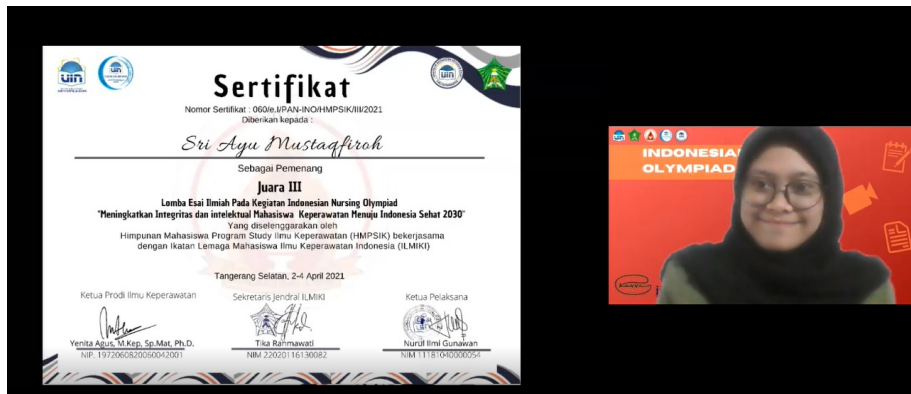 Sertifikat
Nomor Sertifikat : 060/e.I/PAN-INO/HMPSIK/III/2021
Diberikan kepada :
Sri Ayu Mustaqfiroh
Sebagai Pemenang
Juara III
Lomba Esai Ilmiah Pada Kegiatan Indonesian Nursing Olympiad
"Meningkatkan Integritas dan intelektual Mahasiswa Keperawatan Menuju Indonesia Sehat 2030"
Yang diselenggarakan oleh
Himpunan Mahasiswa Program Study Ilmu Keperawatan (HMPSIK) bekerjasama
dengan Ikatan Lemaga Mahasiswa Ilmu Keperawatan Indonesia (ILMIKI)
Tangerang Selatan, 2-4 April 2021
Ketua Prodi Ilmu Keperawatan
Yenita Agus, M.Kep, Sp.Mat, Ph.D.
NIP. 1972060820060042001
Sekretaris Jendral ILMIKI
Tika Rahmawati
NIM 22020116130082
Ketua Pelaksana
Nurul Ilmi Gunawan
NIM 11181040000054
uin
uin
uin
INDONESIA
OLYMPIAD